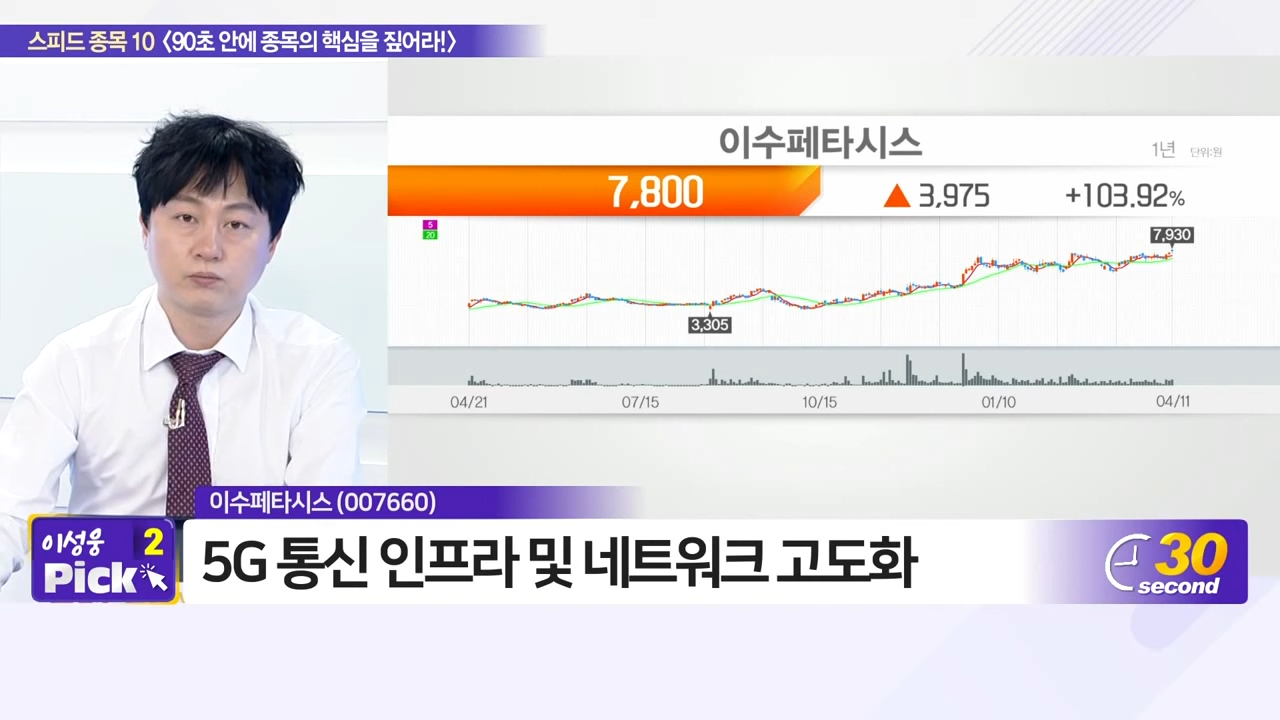 스피드 종목 10 <90초 안에 종목의 핵심을 짚어라!>
이수페타시스
1년 단위:원
7,800 ▲ 3,975 +103.92%
5
20
7,930
3,305
04/21 07/15 10/15 01/10 04/11
이수페타시스 (007660)
이성웅 2
Pick
5G 통신 인프라 및 네트워크 고도화
30
second